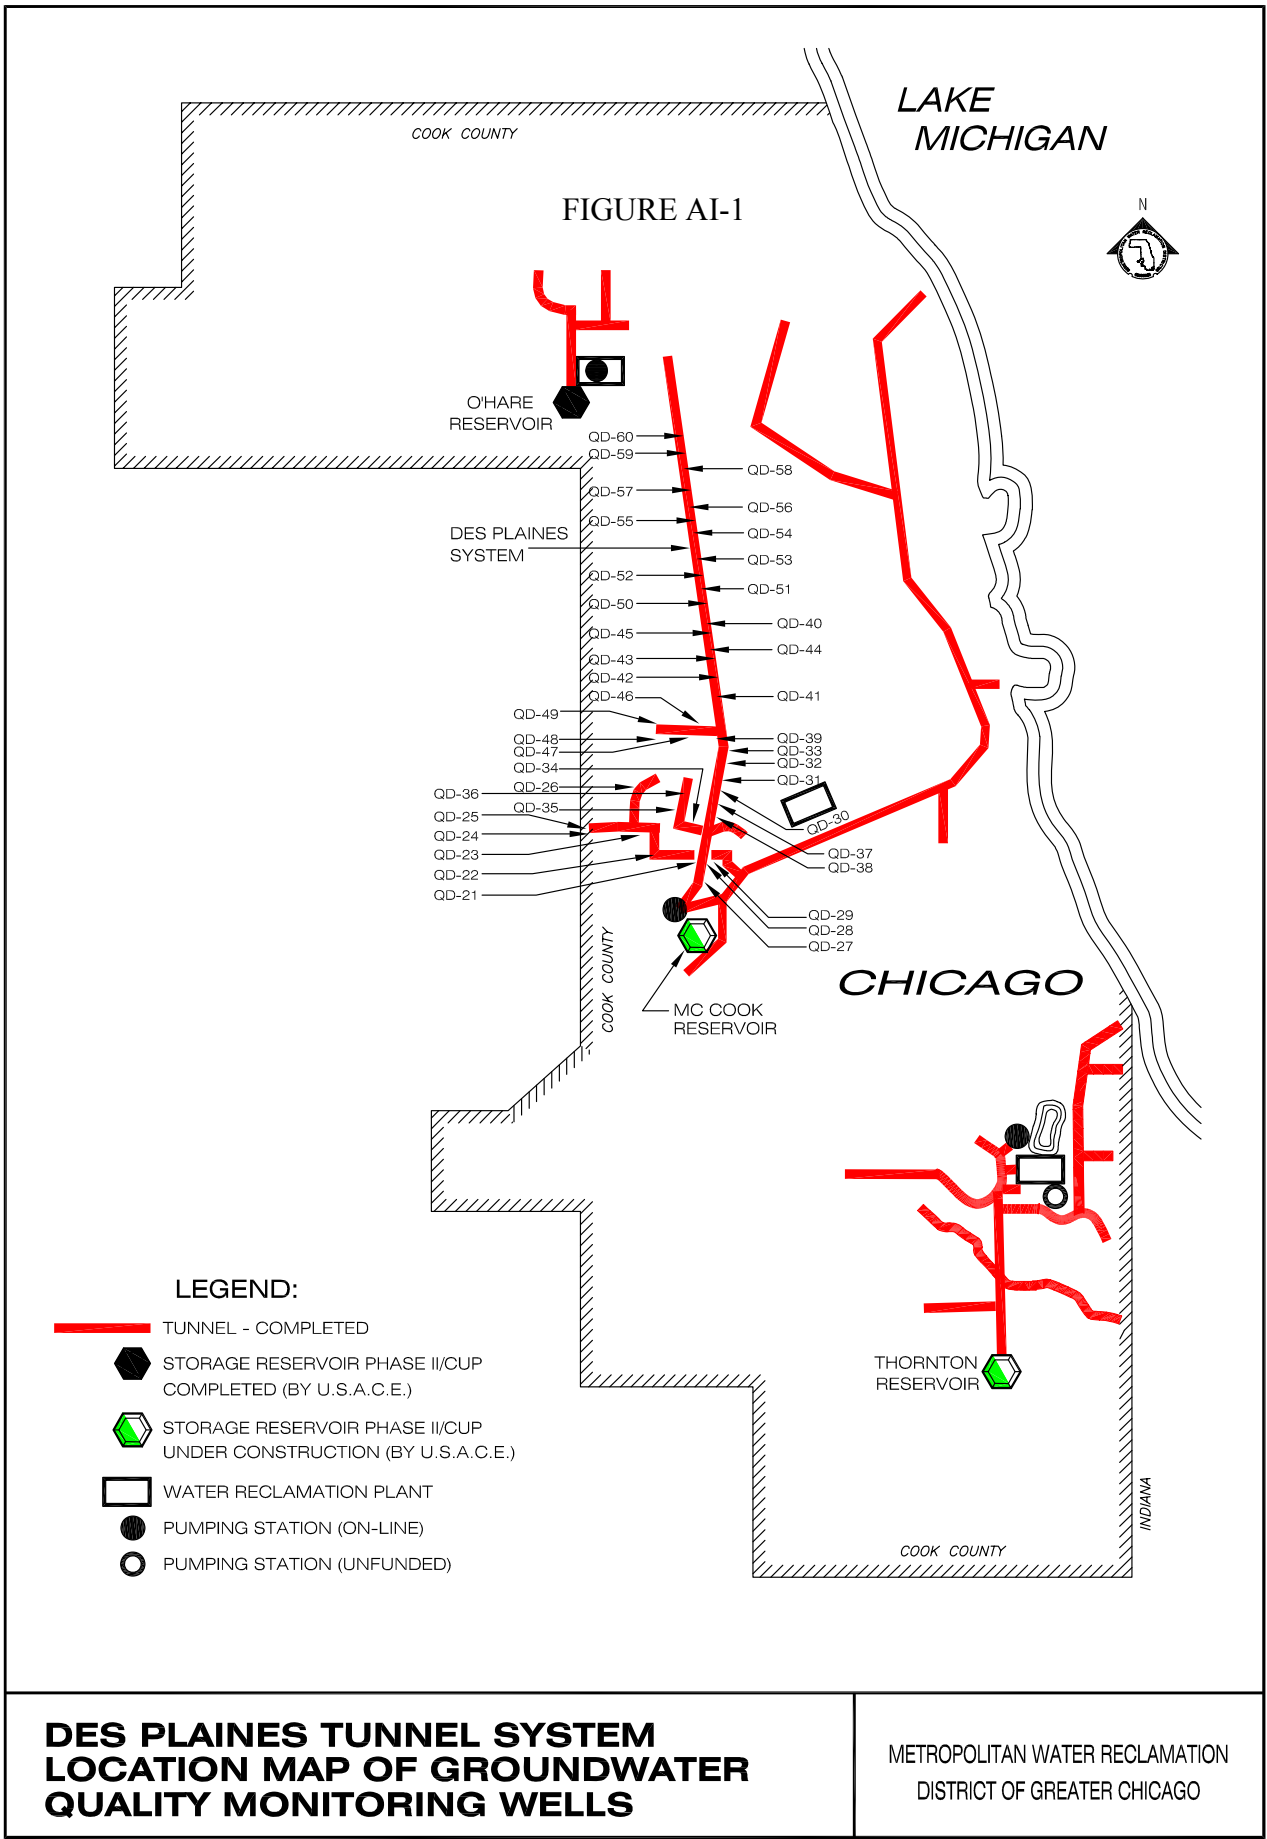 LAKE
MICHIGAN
COOK COUNTY
FIGURE AI-1
N
O'HARE
RESERVOIR
QD-60
QD-59
QD-58
QD-57
QD-56
QD-55
DES PLAINES
SYSTEM
QD-54
QD-53
QD-52
QD-51
QD-50
QD-40
QD-45
QD-44
QD-43
QD-42
QD-46
QD-41
QD-49
QD-48
QD-47
QD-39
QD-33
QD-32
QD-34
QD-31
QD-26
QD-36
QD-35
QD-25
QD-30
QD-24
QD-23
QD-37
QD-38
QD-22
QD-21
QD-29
QD-28
QD-27
COOK COUNTY
CHICAGO
MC COOK
RESERVOIR
THORNTON
RESERVOIR
INDIANA
COOK COUNTY
LEGEND:
TUNNEL - COMPLETED
STORAGE RESERVOIR PHASE II/CUP
COMPLETED (BY U.S.A.C.E.)
STORAGE RESERVOIR PHASE II/CUP
UNDER CONSTRUCTION (BY U.S.A.C.E.)
WATER RECLAMATION PLANT
PUMPING STATION (ON-LINE)
PUMPING STATION (UNFUNDED)
DES PLAINES TUNNEL SYSTEM
LOCATION MAP OF GROUNDWATER
QUALITY MONITORING WELLS
METROPOLITAN WATER RECLAMATION
DISTRICT OF GREATER CHICAGO